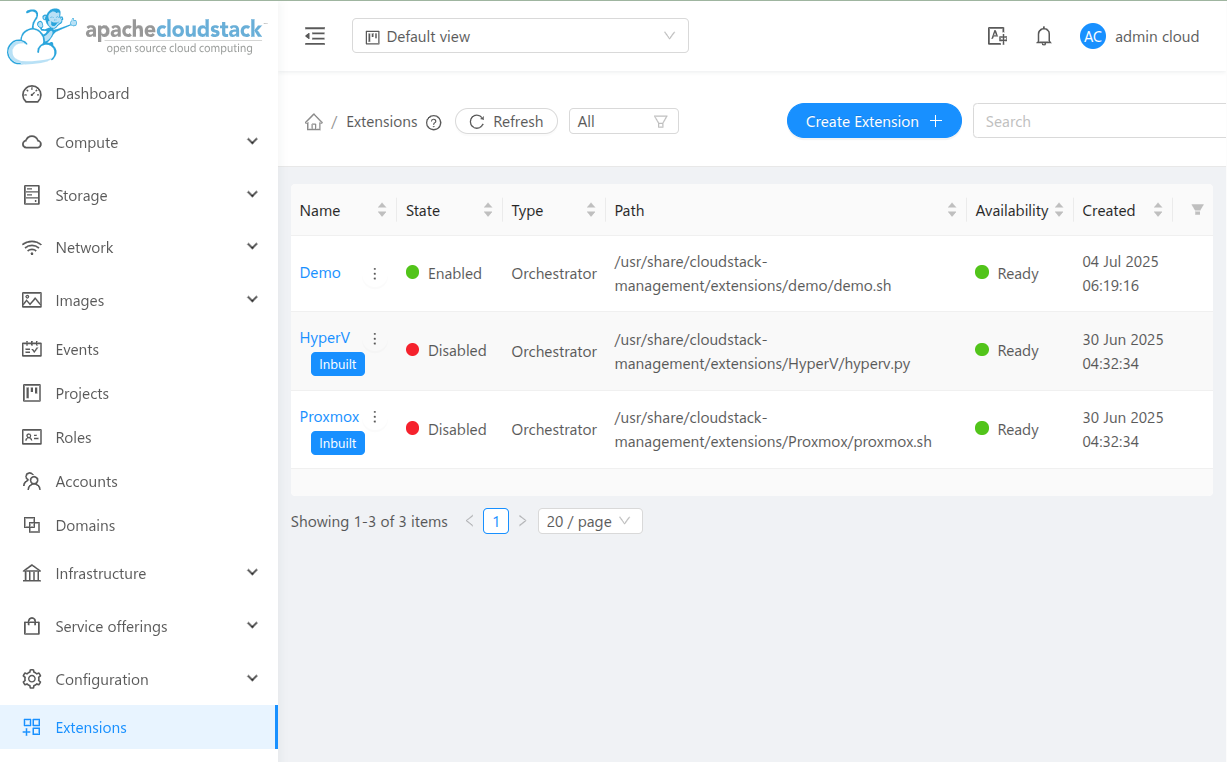 apachecloudstack
open source cloud computing
Default view
AC admin cloud
Dashboard
Compute
Storage
Network
Images
Events
Projects
Roles
Accounts
Domains
Infrastructure
Service offerings
Configuration
Extensions
/ Extensions Refresh All Create Extension + Search
Name State Type Path Availability Created
Demo Enabled Orchestrator /usr/share/cloudstack-
management/extensions/demo/demo.sh Ready 04 Jul 2025
06:19:16
HyperV Inbuilt Disabled Orchestrator /usr/share/cloudstack-
management/extensions/HyperV/hyperv.py Ready 30 Jun 2025
04:32:34
Proxmox Inbuilt Disabled Orchestrator /usr/share/cloudstack-
management/extensions/Proxmox/proxmox.sh Ready 30 Jun 2025
04:32:34
Showing 1-3 of 3 items < 1 > 20 / page